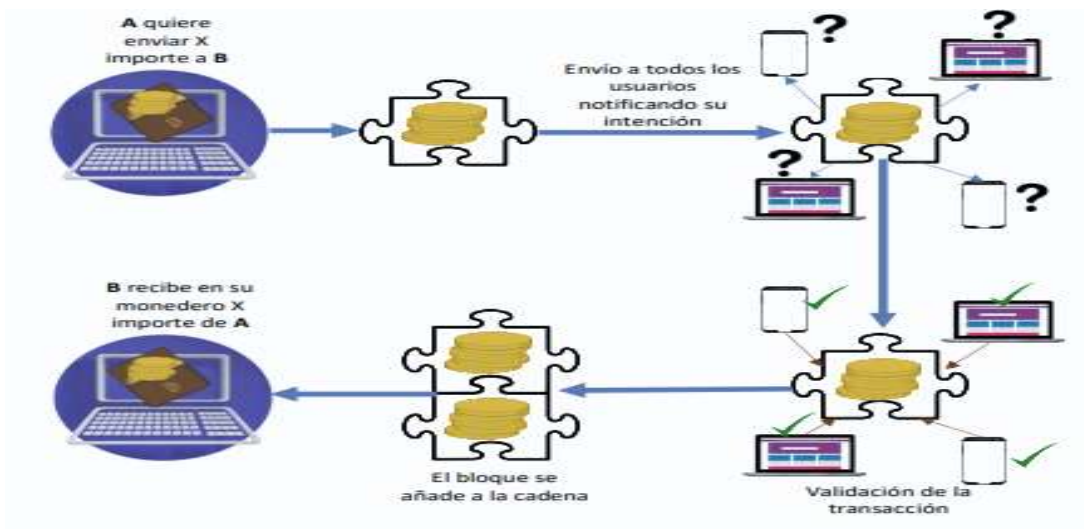 A quiere
enviar X
importe a B
Envío a todos los
usuarios
notificando su
intención
?
?
?
?
B recibe en su
monedero X
importe de A
El bloque se
añade a la cadena
Validación de la
transacción